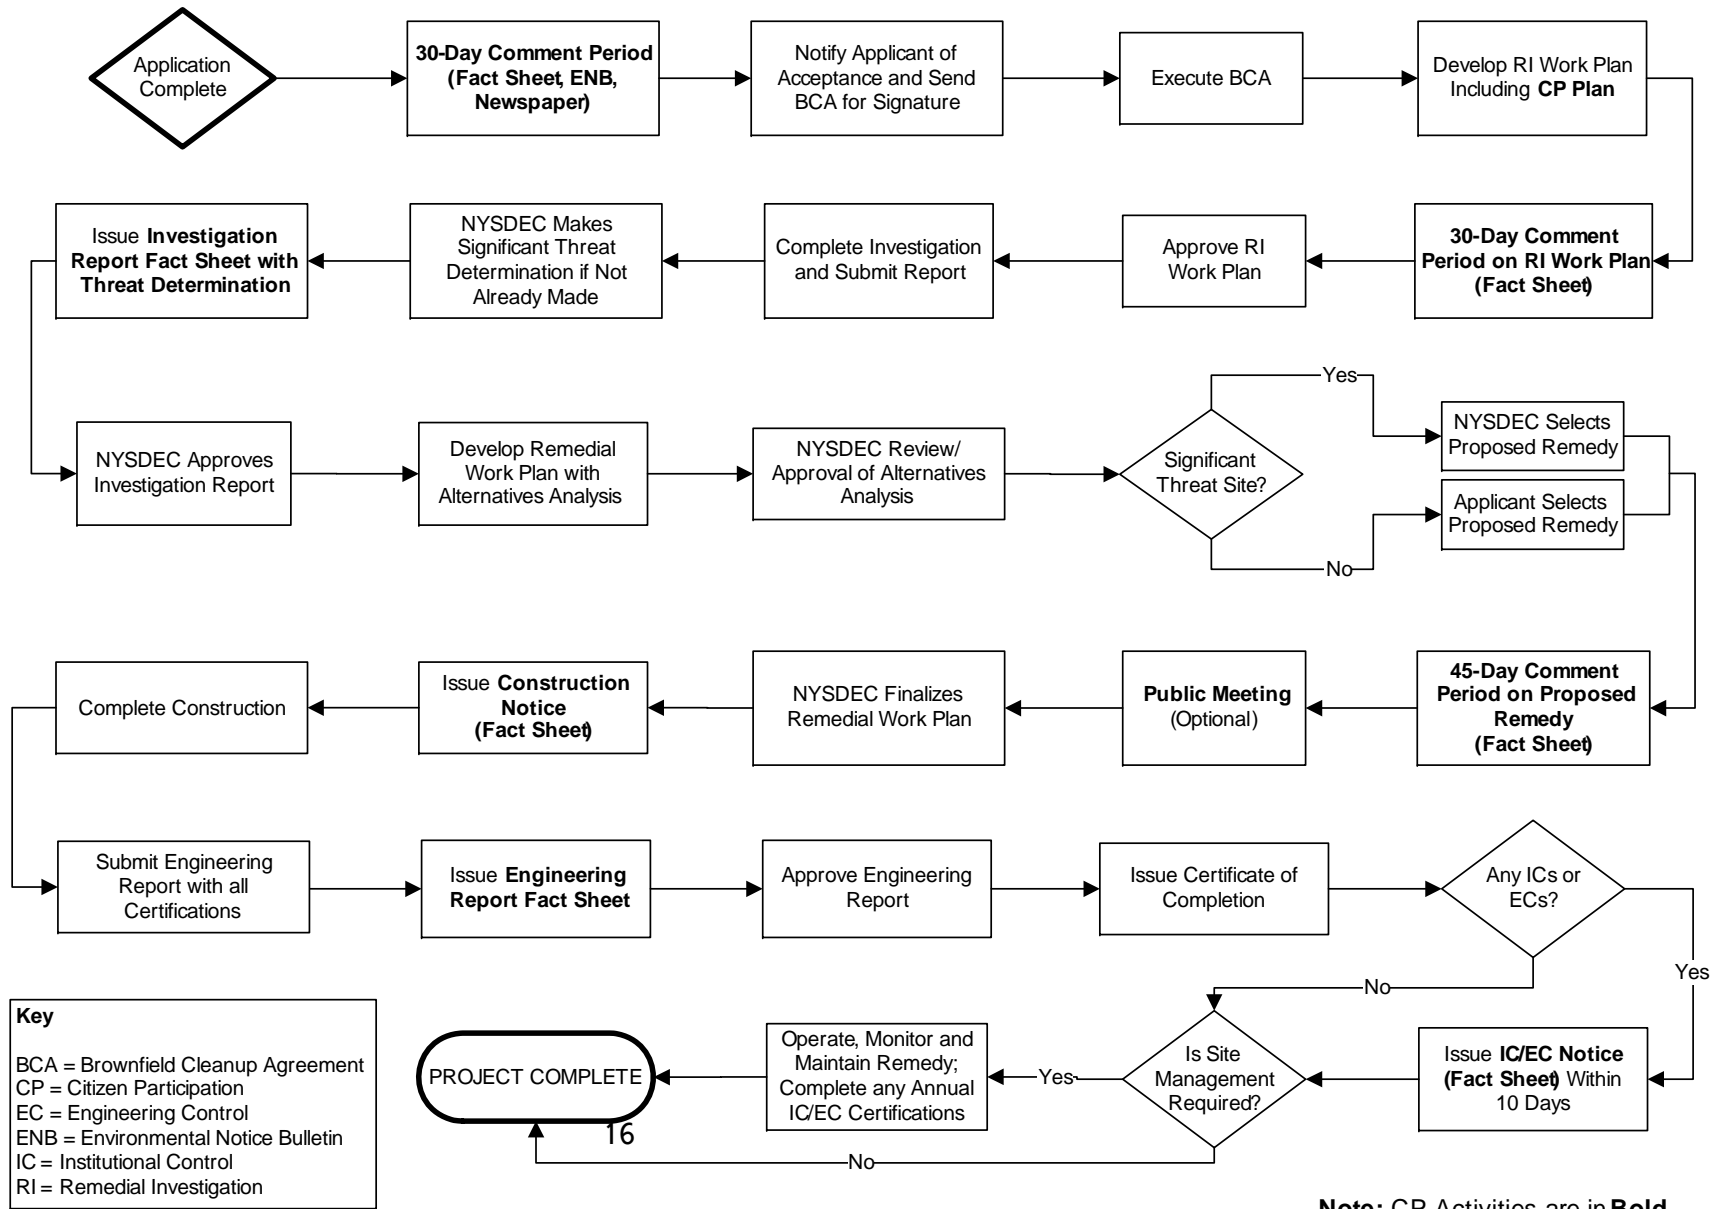 Application
Complete
30-Day Comment Period
(Fact Sheet, ENB,
Newspaper)
Notify Applicant of
Acceptance and Send
BCA for Signature
Execute BCA
Develop RI Work Plan
Including CP Plan
Issue Investigation
Report Fact Sheet with
Threat Determination
NYSDEC Makes
Significant Threat
Determination if Not
Already Made
Complete Investigation
and Submit Report
Approve RI
Work Plan
30-Day Comment
Period on RI Work Plan
(Fact Sheet)
NYSDEC Approves
Investigation Report
Develop Remedial
Work Plan with
Alternatives Analysis
NYSDEC Review/
Approval of Alternatives
Analysis
Significant
Threat Site?
Yes
No
NYSDEC Selects
Proposed Remedy
Applicant Selects
Proposed Remedy
Complete Construction
Issue Construction
Notice
(Fact Sheet)
NYSDEC Finalizes
Remedial Work Plan
Public Meeting
(Optional)
45-Day Comment
Period on Proposed
Remedy
(Fact Sheet)
Submit Engineering
Report with all
Certifications
Issue Engineering
Report Fact Sheet
Approve Engineering
Report
Issue Certificate of
Completion
Any ICs or
ECs?
Yes
No
Key
BCA = Brownfield Cleanup Agreement
CP = Citizen Participation
EC = Engineering Control
ENB = Environmental Notice Bulletin
IC = Institutional Control
RI = Remedial Investigation
PROJECT COMPLETE
16
Operate, Monitor and
Maintain Remedy;
Complete any Annual
IC/EC Certifications
Yes
Is Site
Management
Required?
No
Issue IC/EC Notice
(Fact Sheet) Within
10 Days
Note: CP Activities are in Bold